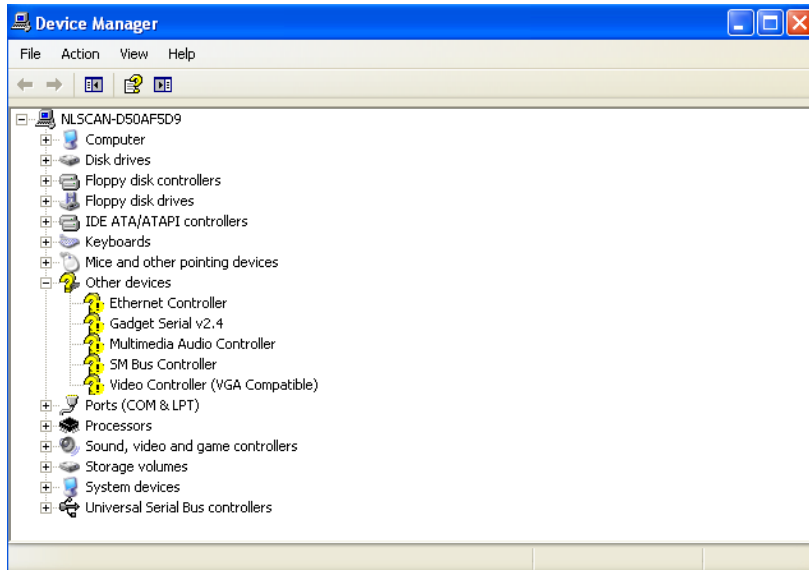 Device Manager
File Action View Help
NLSCAN-D50AF5D9
Computer
Disk drives
Floppy disk controllers
Floppy disk drives
IDE ATA/ATAPI controllers
Keyboards
Mice and other pointing devices
Other devices
Ethernet Controller
Gadget Serial v2.4
Multimedia Audio Controller
SM Bus Controller
Video Controller (VGA Compatible)
Ports (COM & LPT)
Processors
Sound, video and game controllers
Storage volumes
System devices
Universal Serial Bus controllers